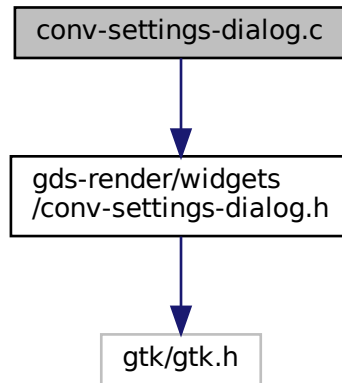 conv-settings-dialog.c
gds-render/widgets
/conv-settings-dialog.h
gtk/gtk.h